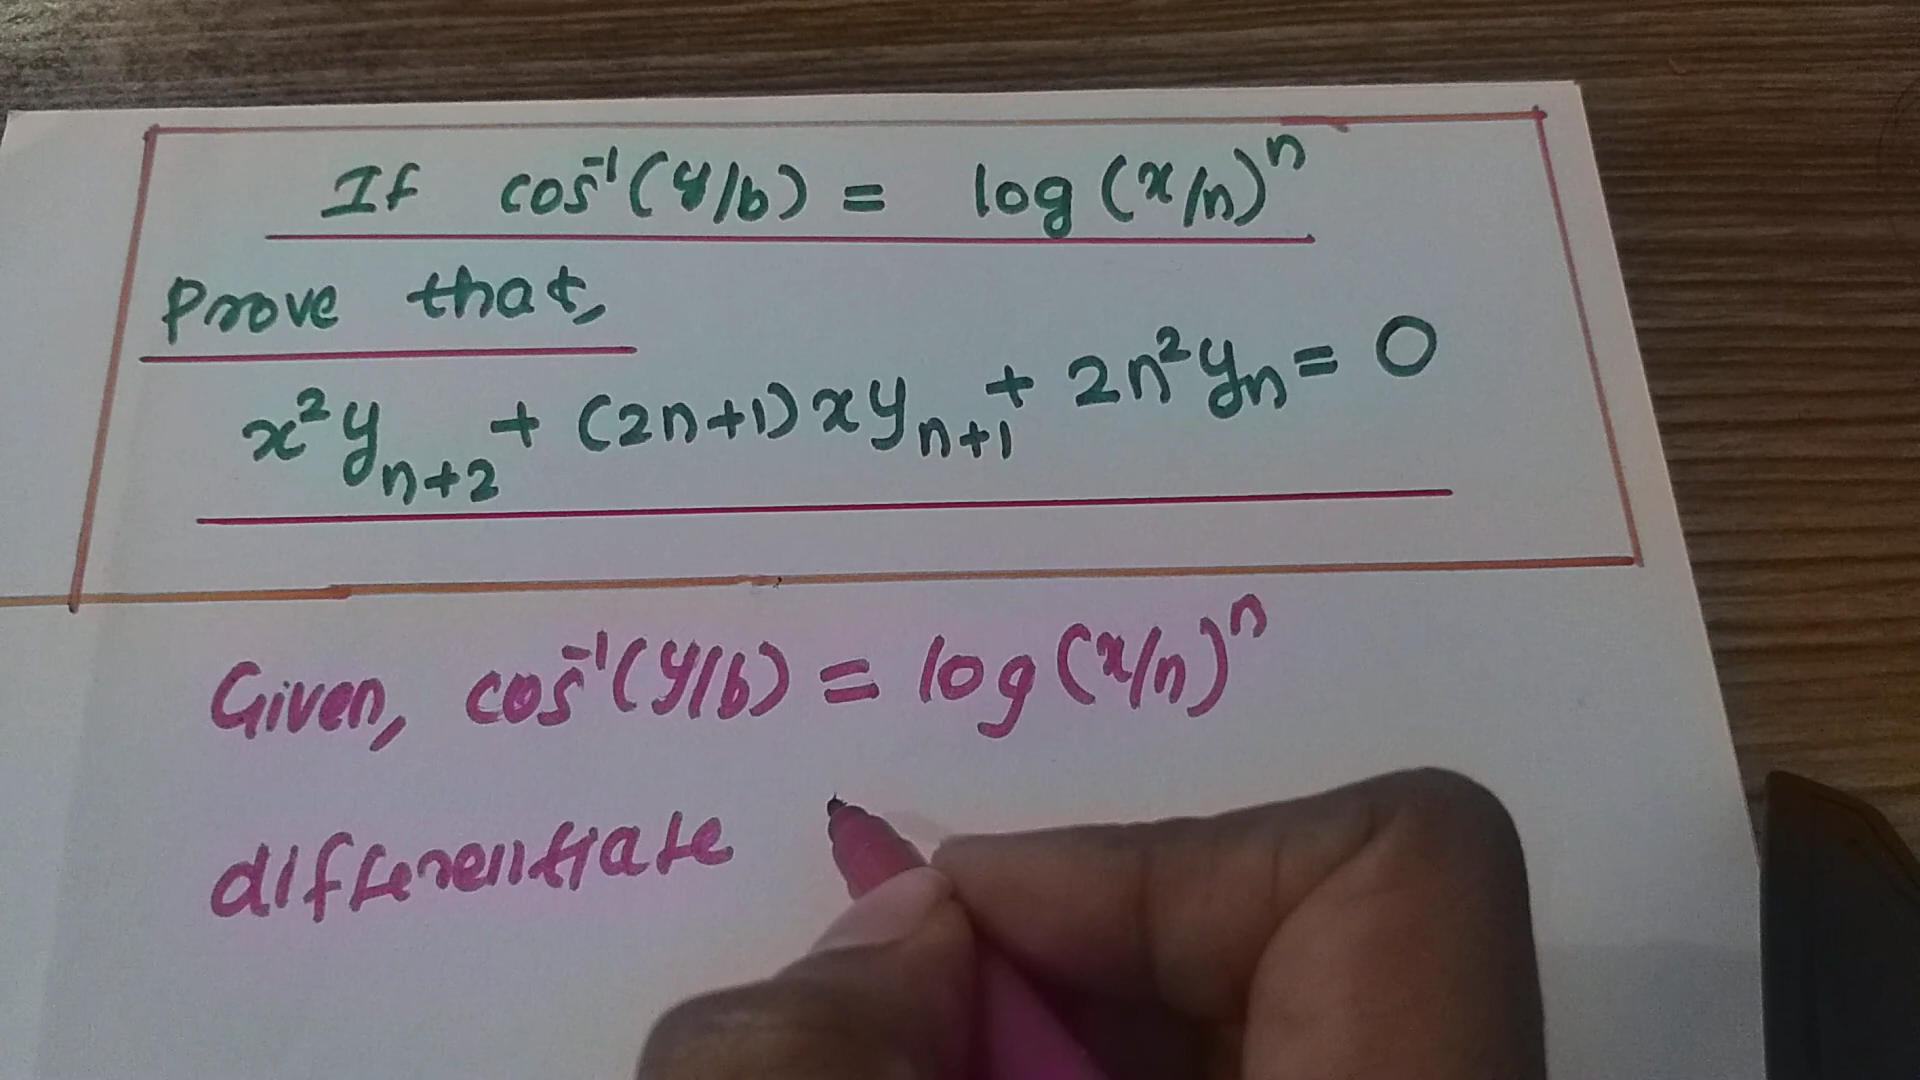 If cos⁻¹(y/b) = log(x/n)ⁿ
Prove that,
x²yₙ₊₂ + (2n+1)xyₙ₊₁ + 2n²yₙ = 0
Given, cos⁻¹(y/b) = log(x/n)ⁿ
differentiate